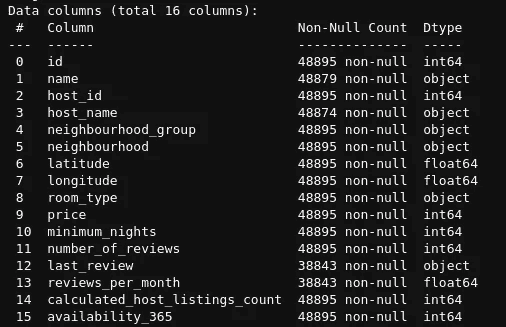 Data columns (total 16 columns):
 #   Column                          Non-Null Count  Dtype
---  ------                          --------------  -----
 0   id                              48895 non-null  int64
 1   name                            48879 non-null  object
 2   host_id                         48895 non-null  int64
 3   host_name                       48874 non-null  object
 4   neighbourhood_group             48895 non-null  object
 5   neighbourhood                   48895 non-null  object
 6   latitude                        48895 non-null  float64
 7   longitude                       48895 non-null  float64
 8   room_type                       48895 non-null  object
 9   price                           48895 non-null  int64
 10  minimum_nights                  48895 non-null  int64
 11  number_of_reviews               48895 non-null  int64
 12  last_review                     38843 non-null  object
 13  reviews_per_month               38843 non-null  float64
 14  calculated_host_listings_count  48895 non-null  int64
 15  availability_365                48895 non-null  int64